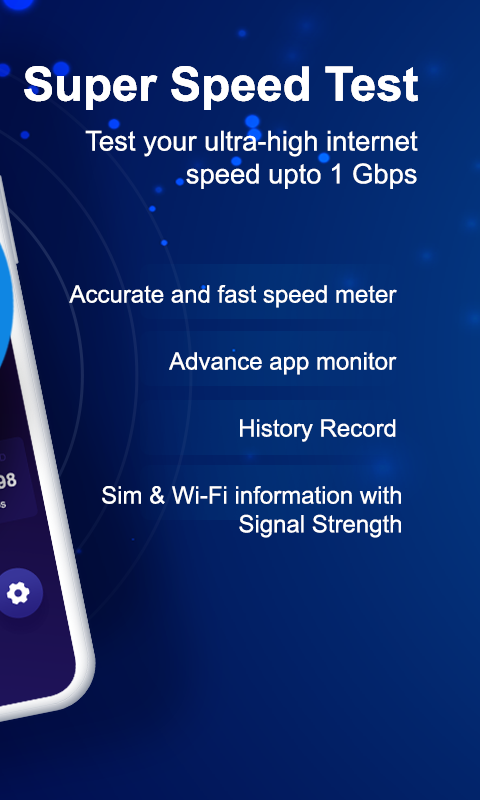 Super Speed Test
Test your ultra-high internet
speed upto 1 Gbps
Accurate and fast speed meter
Advance app monitor
History Record
98
Sim & Wi-Fi information with
Signal Strength